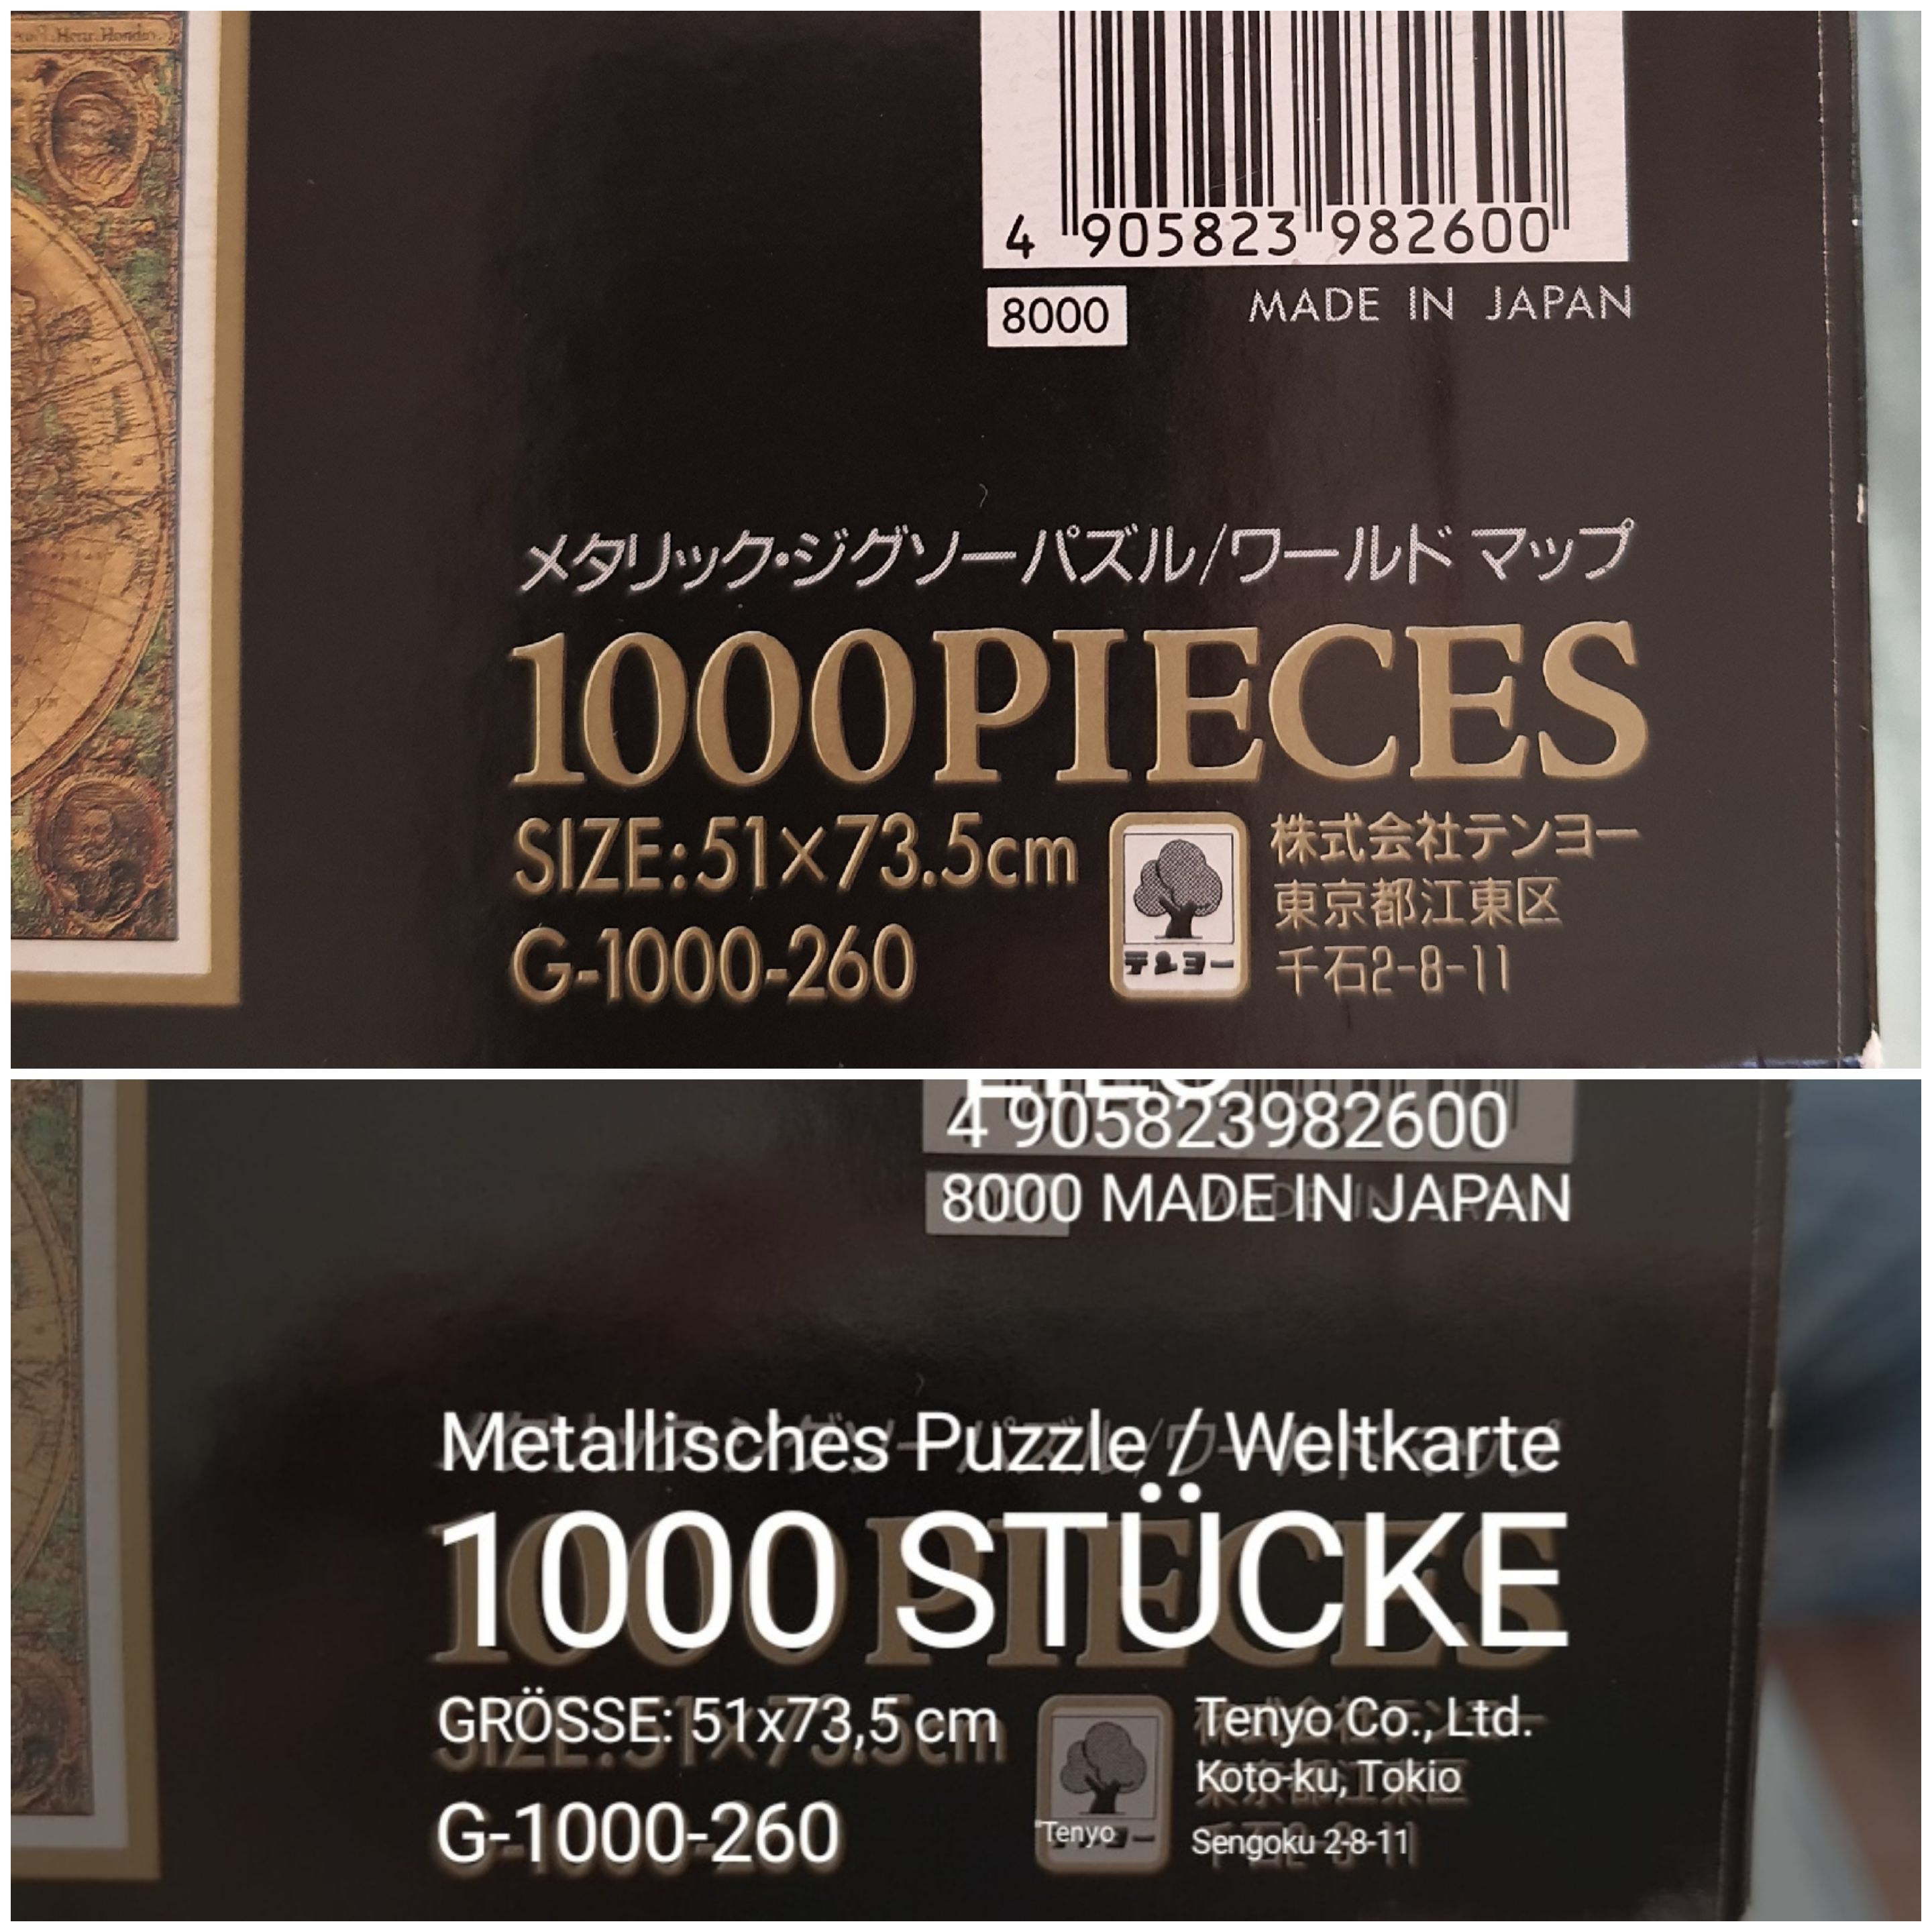 Henr. Hondio
4 905823 982600
8000 MADE IN JAPAN
メタリック・ジグソーパズル/ワールド マップ
1000PIECES
SIZE:51×73.5cm
G-1000-260
テンヨー
株式会社テンヨー
東京都江東区
千石2-8-11
4 905823982600
8000 MADE IN JAPAN
Metallisches Puzzle / Weltkarte
1000 STÜCKE
GRÖSSE: 51x73,5 cm
G-1000-260
Tenyo
Tenyo Co., Ltd.
Koto-ku, Tokio
Sengoku 2-8-11